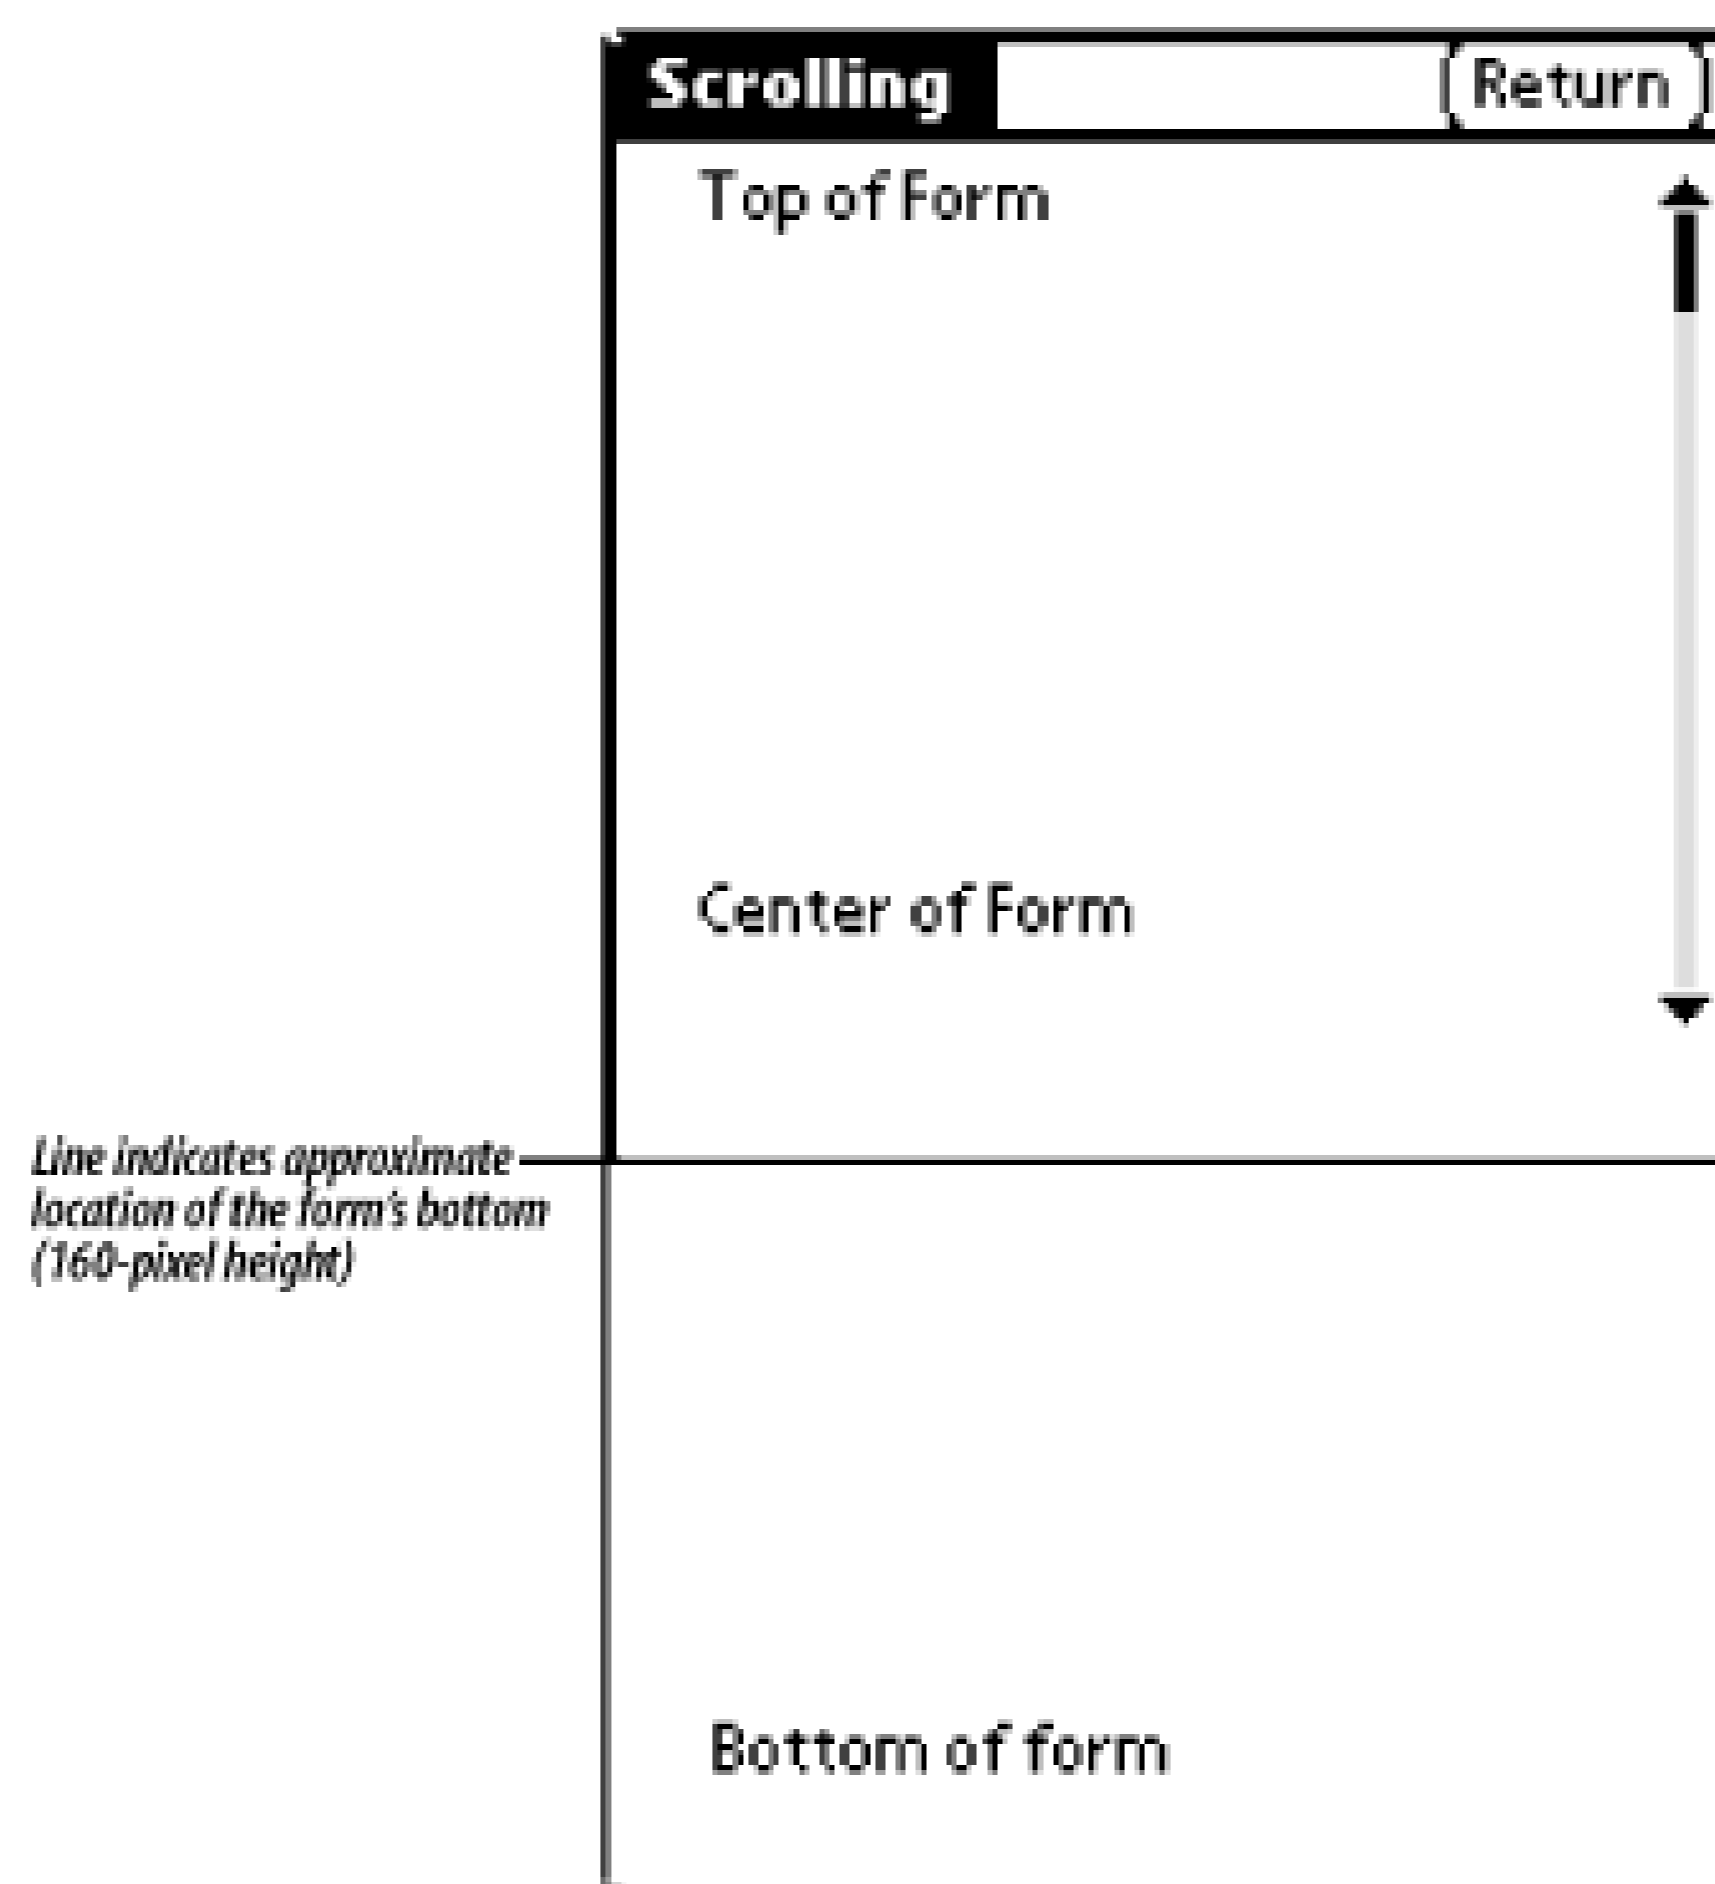 Scrolling
Return
Top of Form
Center of Form
Line indicates approximate
location of the form's bottom
(160-pixel height)
Bottom of form